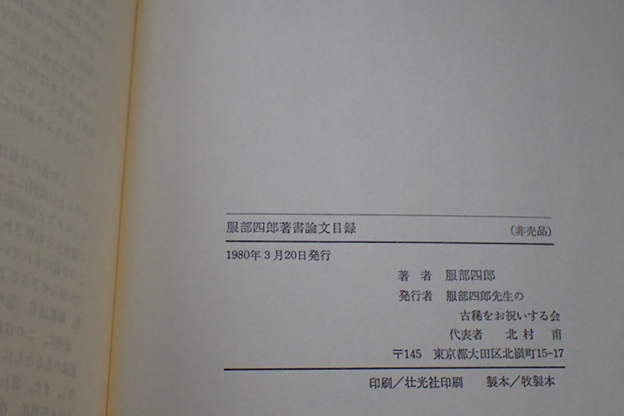 服部四郎著書論文目録 (非売品)
1980年3月20日発行
著者 服部四郎
発行者 服部四郎先生の
古稀をお祝いする会
代表者 北村甫
〒145 東京都大田区北嶺町15-17
印刷/壮光社印刷 製本/牧製本